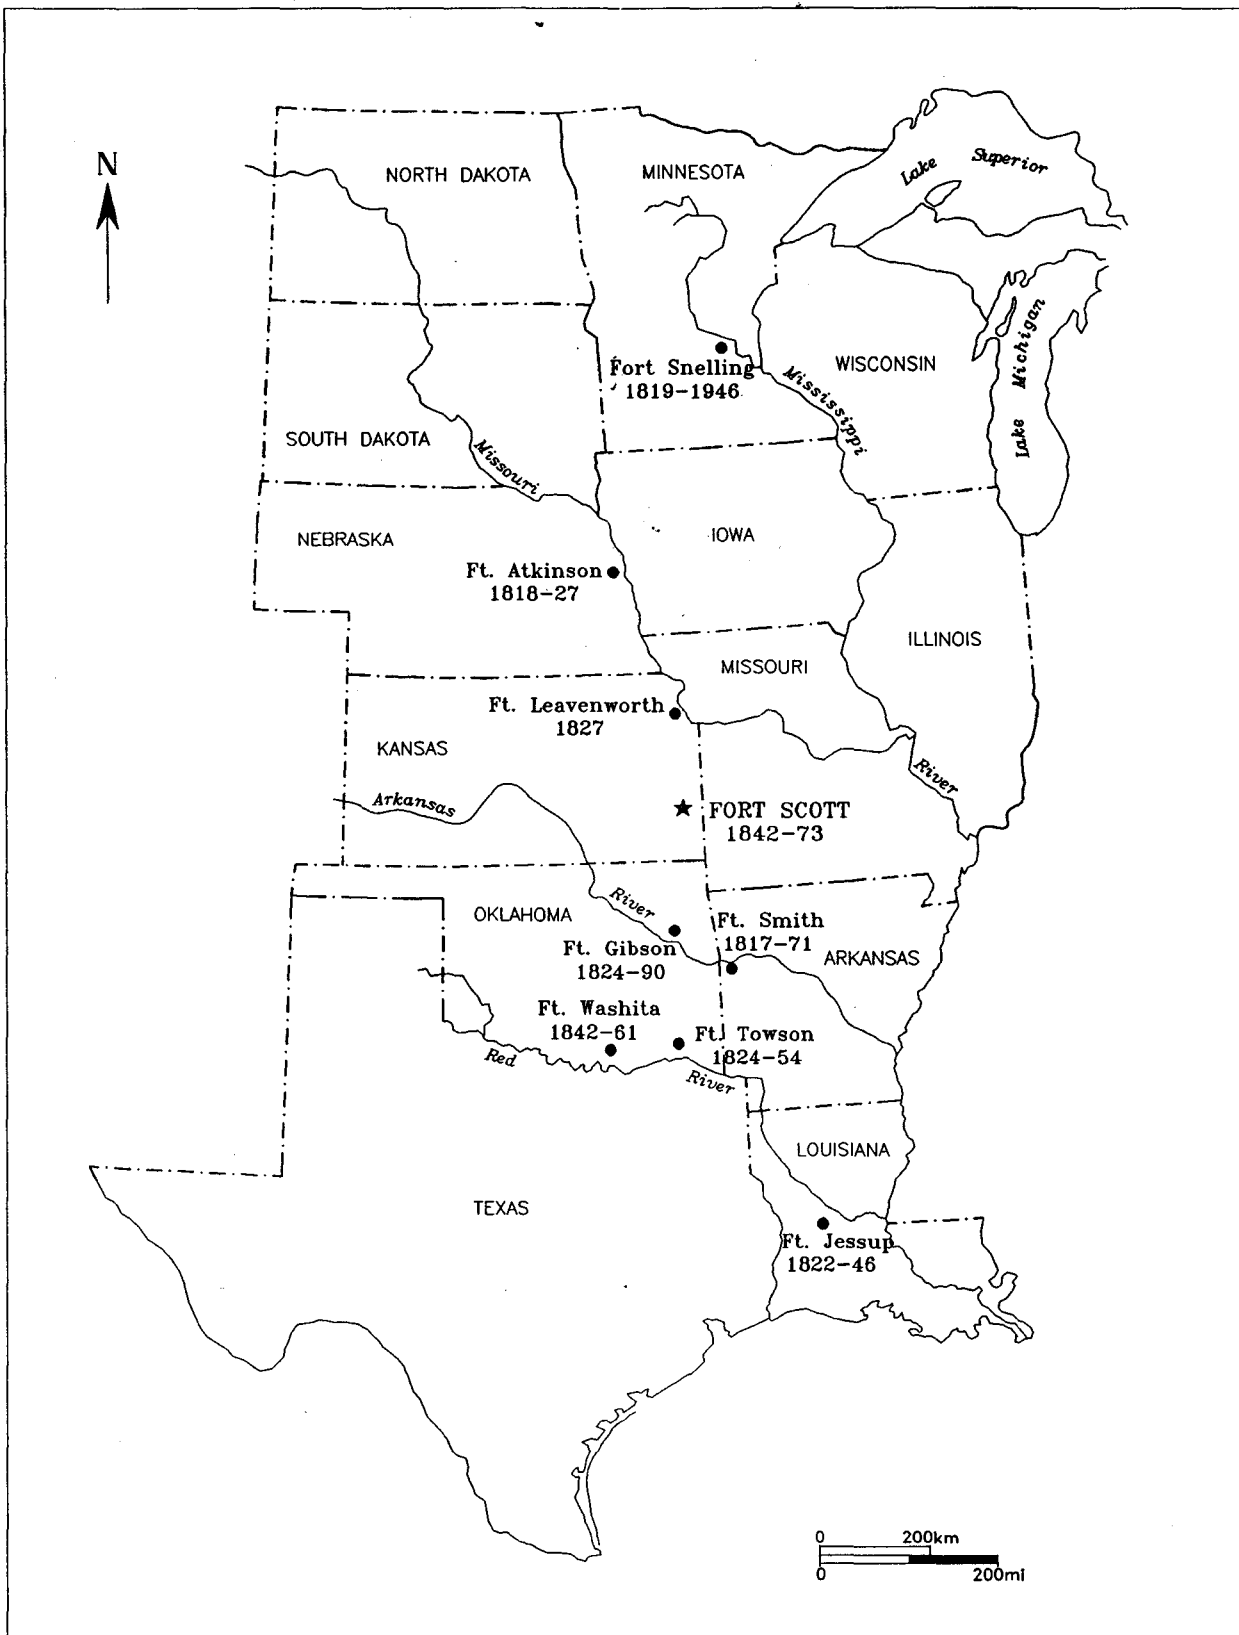 N
NORTH DAKOTA
MINNESOTA
Lake Superior
Fort Snelling
1819-1946
WISCONSIN
Mississippi
Lake Michigan
SOUTH DAKOTA
Missouri
NEBRASKA
IOWA
Ft. Atkinson
1818-27
ILLINOIS
MISSOURI
Ft. Leavenworth
1827
KANSAS
River
Arkansas
FORT SCOTT
1842-73
OKLAHOMA
River
Ft. Smith
1817-71
Ft. Gibson
1824-90
ARKANSAS
Ft. Washita
1842-61
Ft. Towson
1824-54
Red
River
LOUISIANA
TEXAS
Ft. Jessup
1822-46
0 200km
0 200mi